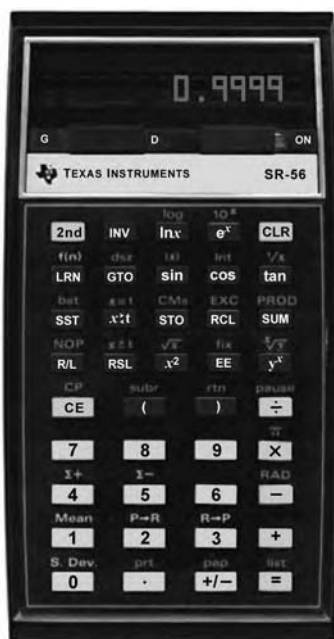 0.9999
G D ON
TEXAS INSTRUMENTS SR-56
log 10ˣ
2nd INV lnx eˣ CLR
f(n) dsz |x| Int ¹/x
LRN GTO sin cos tan
bst x=t CMs EXC PROD
SST x:t STO RCL SUM
NOP x≥t √x fix ˣ√y
R/L RSL x² EE yˣ
CP subr rtn pause
CE ( ) ÷
π
7 8 9 ×
Σ+ Σ− RAD
4 5 6 −
Mean P→R R→P
1 2 3 +
S. Dev. prt pap list
0 . +/− =